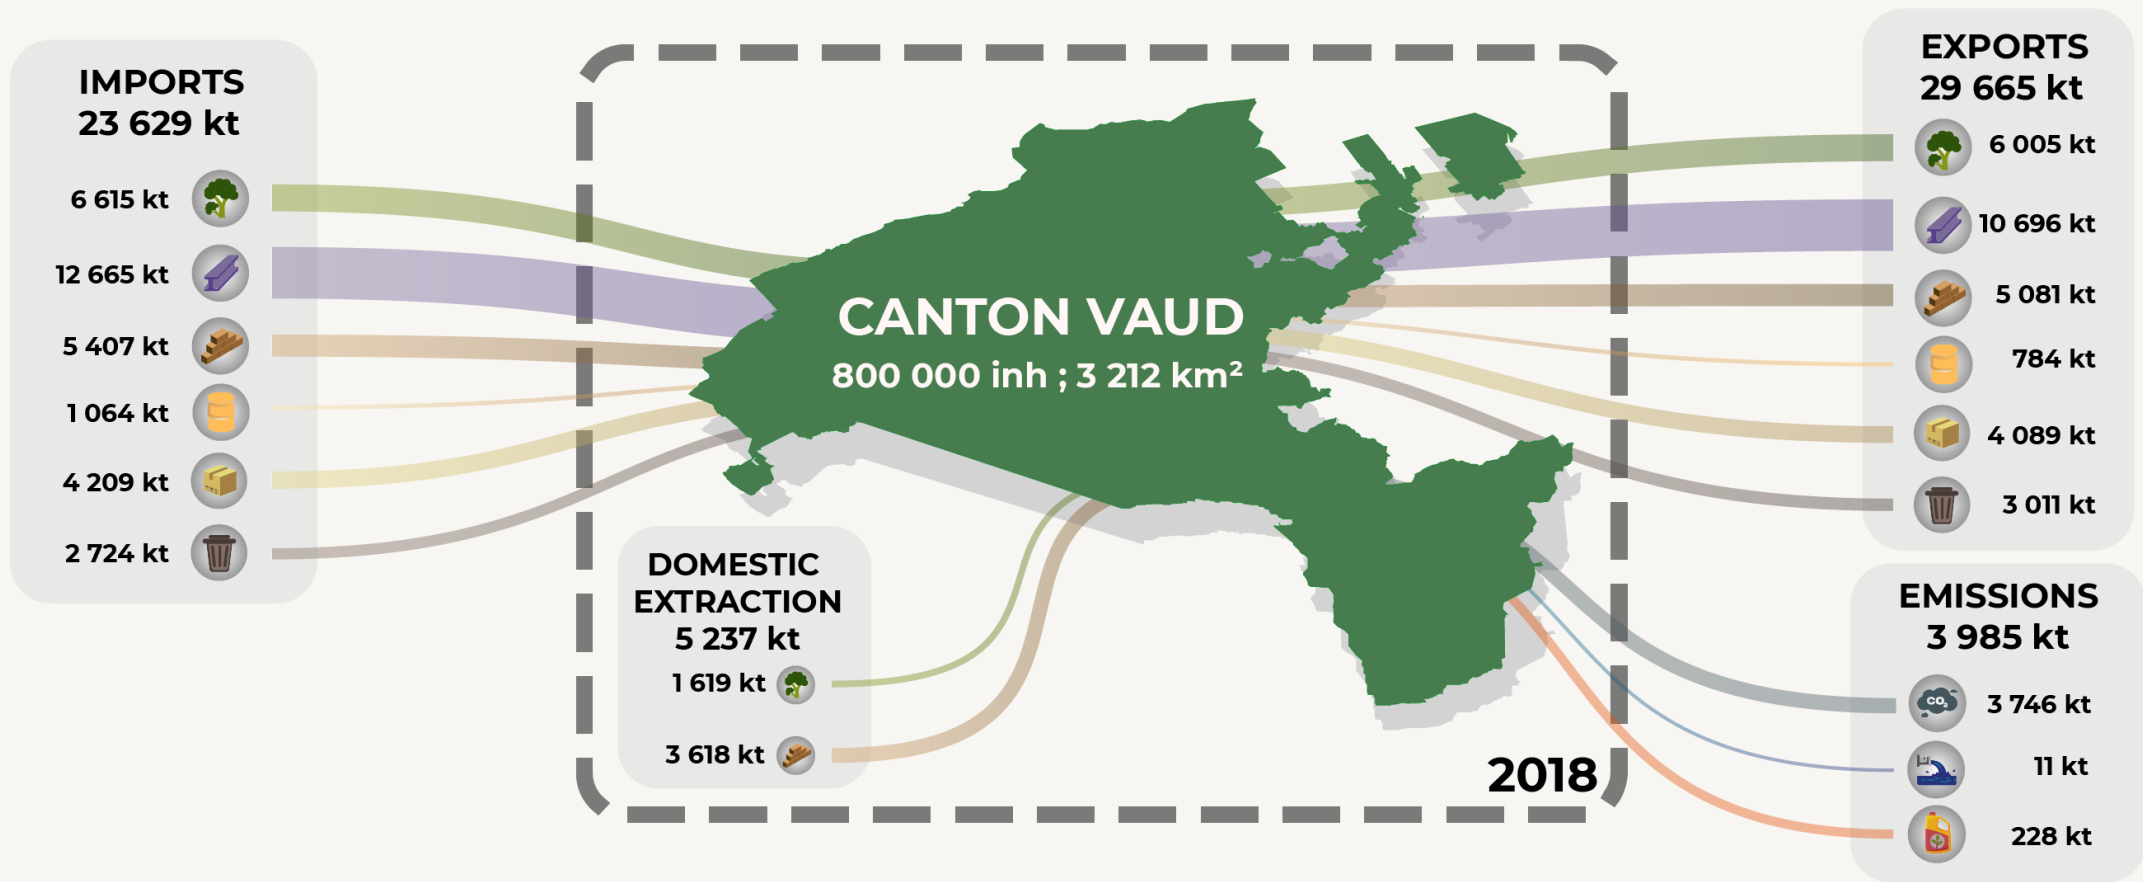 IMPORTS
23 629 kt
6 615 kt
12 665 kt
5 407 kt
1 064 kt
4 209 kt
2 724 kt
CANTON VAUD
800 000 inh ; 3 212 km²
DOMESTIC
EXTRACTION
5 237 kt
1 619 kt
3 618 kt
2018
EXPORTS
29 665 kt
6 005 kt
10 696 kt
5 081 kt
784 kt
4 089 kt
3 011 kt
EMISSIONS
3 985 kt
CO₂
3 746 kt
11 kt
228 kt